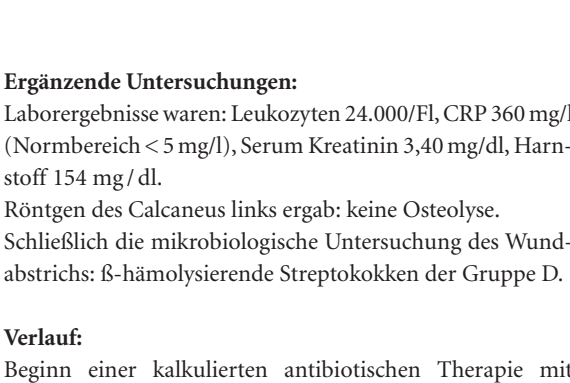 Ergänzende Untersuchungen:
Laborergebnisse waren: Leukozyten 24.000/Fl, CRP 360 mg/l
(Normbereich < 5 mg/l), Serum Kreatinin 3,40 mg/dl, Harn-
stoff 154 mg / dl.
Röntgen des Calcaneus links ergab: keine Osteolyse.
Schließlich die mikrobiologische Untersuchung des Wund-
abstrichs: ß-hämolysierende Streptokokken der Gruppe D.
Verlauf:
Beginn einer kalkulierten antibiotischen Therapie mit